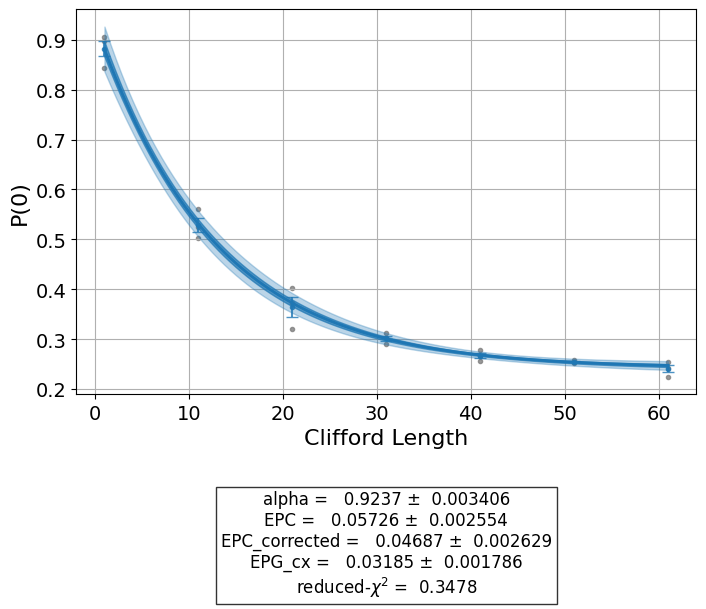 0.9
0.8
0.7
0.6
0.5
0.4
0.3
0.2
P(0)
0 10 20 30 40 50 60
Clifford Length
alpha = 0.9237 ± 0.003406
EPC = 0.05726 ± 0.002554
EPC_corrected = 0.04687 ± 0.002629
EPG_cx = 0.03185 ± 0.001786
reduced-χ² = 0.3478